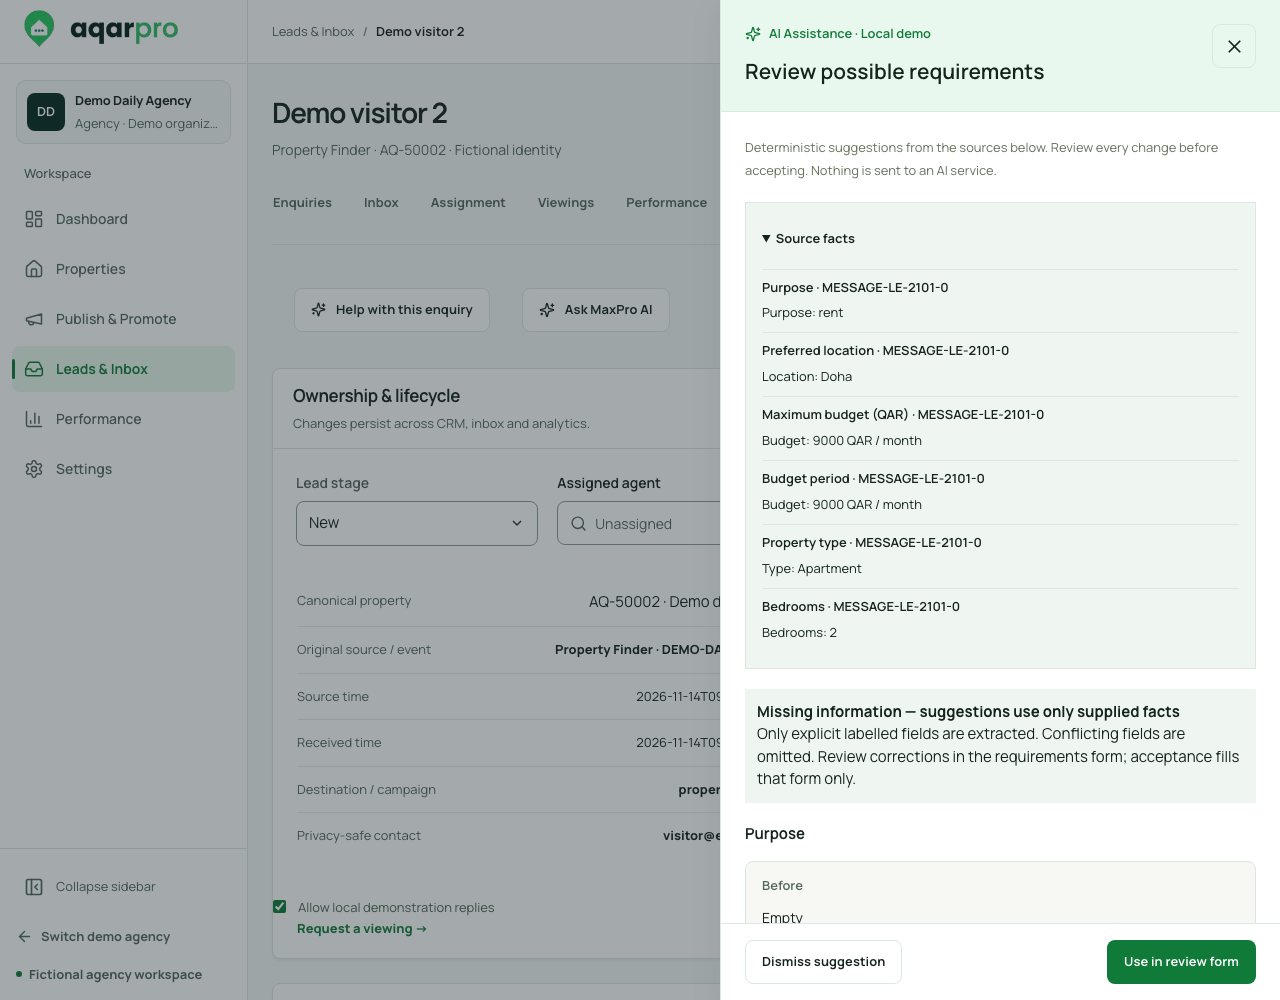 aqarpro
DD
Demo Daily Agency
Agency · Demo organiz...
Workspace
Dashboard
Properties
Publish & Promote
Leads & Inbox
Performance
Settings
Collapse sidebar
Switch demo agency
Fictional agency workspace
Leads & Inbox / Demo visitor 2
Demo visitor 2
Property Finder · AQ-50002 · Fictional identity
Enquiries Inbox Assignment Viewings Performance
Help with this enquiry
Ask MaxPro AI
Ownership & lifecycle
Changes persist across CRM, inbox and analytics.
Lead stage
New
Assigned agent
Unassigned
Canonical property AQ-50002 · Demo d
Original source / event Property Finder · DEMO-DA
Source time 2026-11-14T09
Received time 2026-11-14T09
Destination / campaign proper
Privacy-safe contact visitor@e
Allow local demonstration replies
Request a viewing →
AI Assistance · Local demo
Review possible requirements
Deterministic suggestions from the sources below. Review every change before
accepting. Nothing is sent to an AI service.
▼ Source facts
Purpose · MESSAGE-LE-2101-0
Purpose: rent
Preferred location · MESSAGE-LE-2101-0
Location: Doha
Maximum budget (QAR) · MESSAGE-LE-2101-0
Budget: 9000 QAR / month
Budget period · MESSAGE-LE-2101-0
Budget: 9000 QAR / month
Property type · MESSAGE-LE-2101-0
Type: Apartment
Bedrooms · MESSAGE-LE-2101-0
Bedrooms: 2
Missing information — suggestions use only supplied facts
Only explicit labelled fields are extracted. Conflicting fields are
omitted. Review corrections in the requirements form; acceptance fills
that form only.
Purpose
Before
Empty
Dismiss suggestion
Use in review form